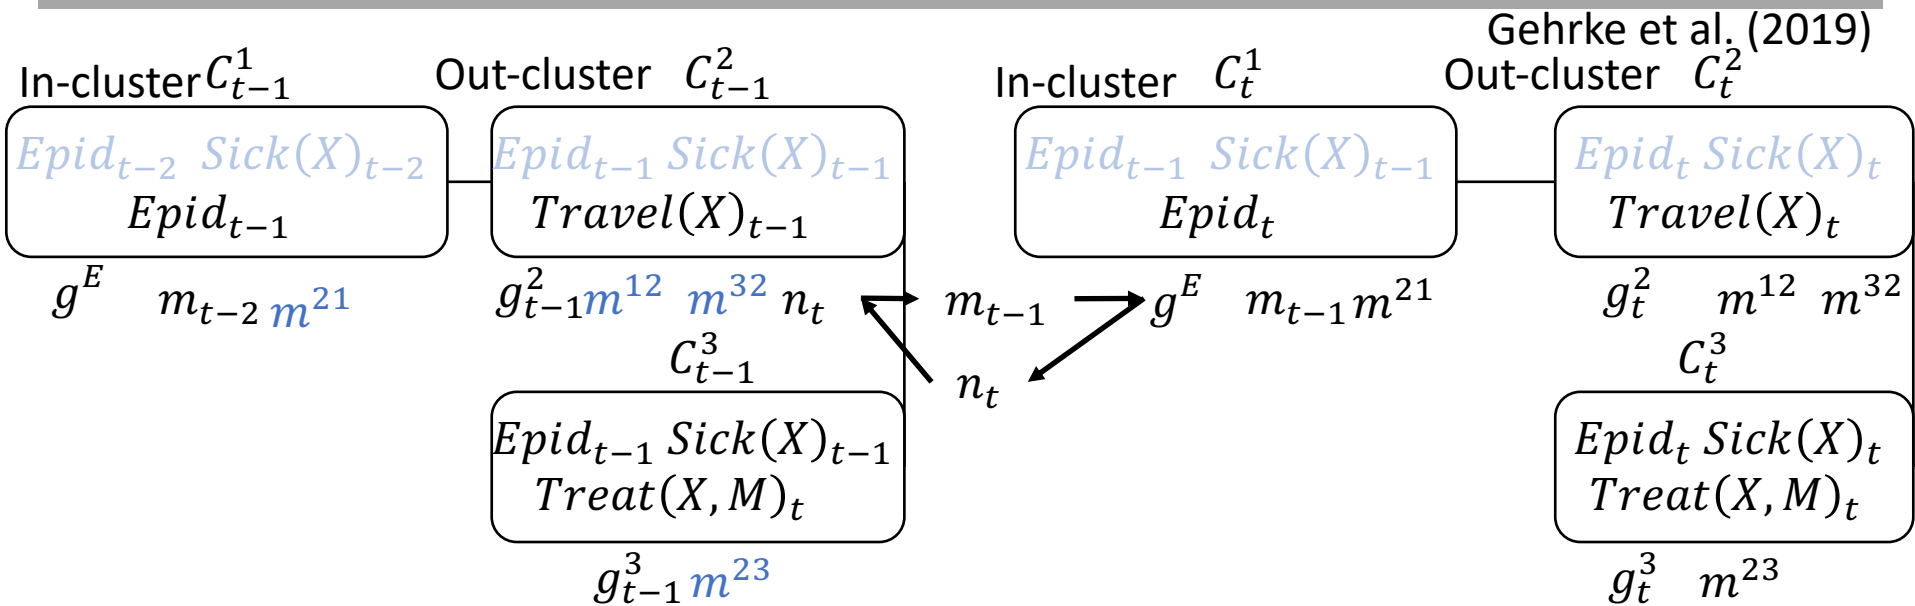 Gehrke et al. (2019)
In-cluster C^1_{t−1} Out-cluster C^2_{t−1} In-cluster C^1_t Out-cluster C^2_t
Epid_{t−2} Sick(X)_{t−2}
Epid_{t−1}
g^E m_{t−2} m^{21}
Epid_{t−1} Sick(X)_{t−1}
Travel(X)_{t−1}
g^2_{t−1} m^{12} m^{32} n_t
C^3_{t−1}
Epid_{t−1} Sick(X)_{t−1}
Treat(X, M)_t
g^3_{t−1} m^{23}
m_{t−1}
n_t
Epid_{t−1} Sick(X)_{t−1}
Epid_t
g^E m_{t−1} m^{21}
Epid_t Sick(X)_t
Travel(X)_t
g^2_t m^{12} m^{32}
C^3_t
Epid_t Sick(X)_t
Treat(X, M)_t
g^3_t m^{23}